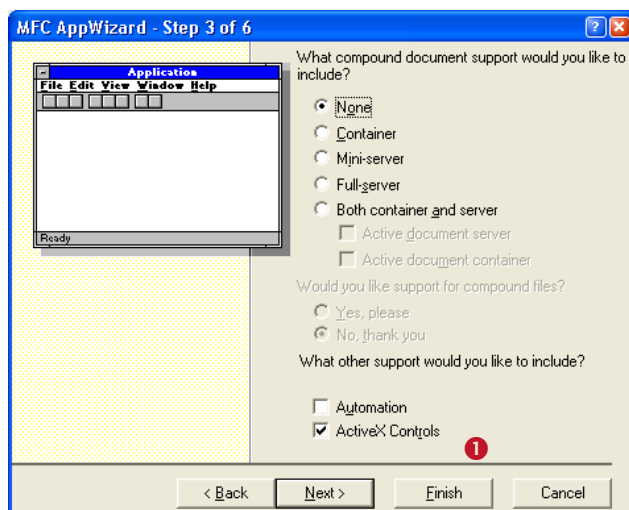 MFC AppWizard - Step 3 of 6
Application
File Edit View Window Help
Ready
What compound document support would you like to
include?
None
Container
Mini-server
Full-server
Both container and server
Active document server
Active document container
Would you like support for compound files?
Yes, please
No, thank you
What other support would you like to include?
Automation
ActiveX Controls
1
< Back Next > Finish Cancel